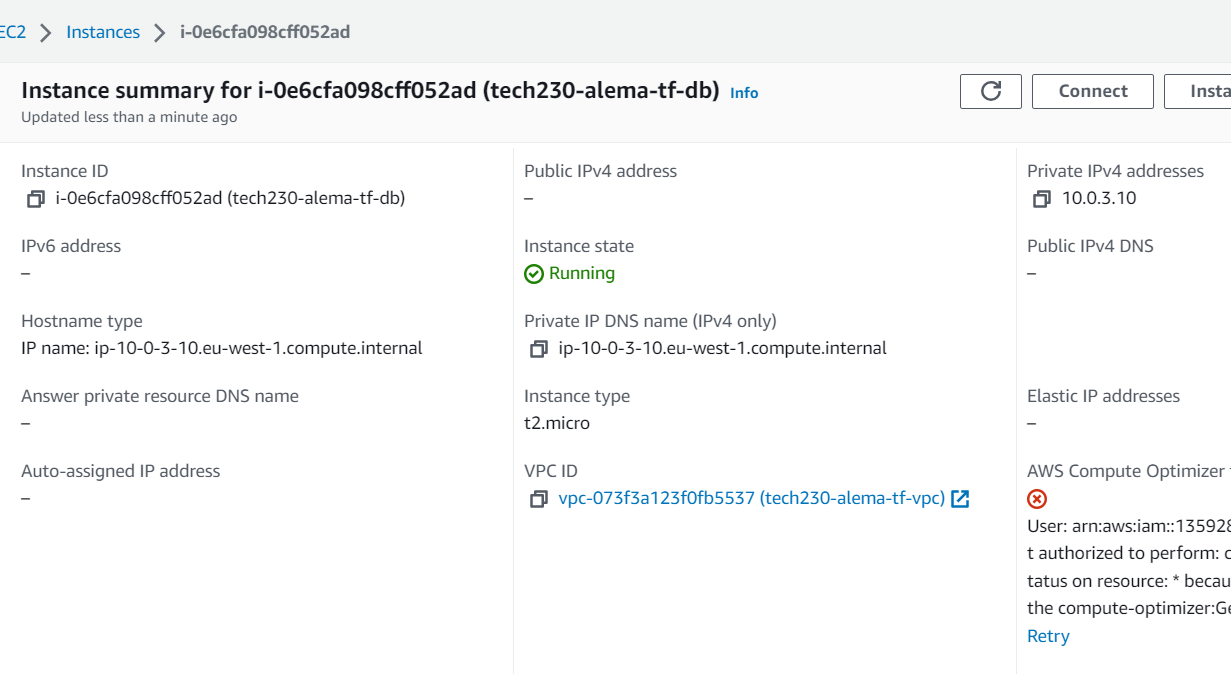 EC2 Instances i-0e6cfa098cff052ad
Instance summary for i-0e6cfa098cff052ad (tech230-alema-tf-db) Info
Updated less than a minute ago
Connect
Insta
Instance ID
i-0e6cfa098cff052ad (tech230-alema-tf-db)
Public IPv4 address
–
Private IPv4 addresses
10.0.3.10
IPv6 address
–
Instance state
Running
Public IPv4 DNS
–
Hostname type
IP name: ip-10-0-3-10.eu-west-1.compute.internal
Private IP DNS name (IPv4 only)
ip-10-0-3-10.eu-west-1.compute.internal
Answer private resource DNS name
–
Instance type
t2.micro
Elastic IP addresses
–
Auto-assigned IP address
–
VPC ID
vpc-073f3a123f0fb5537 (tech230-alema-tf-vpc)
AWS Compute Optimizer
User: arn:aws:iam::135928
t authorized to perform: c
tatus on resource: * becau
the compute-optimizer:Ge
Retry